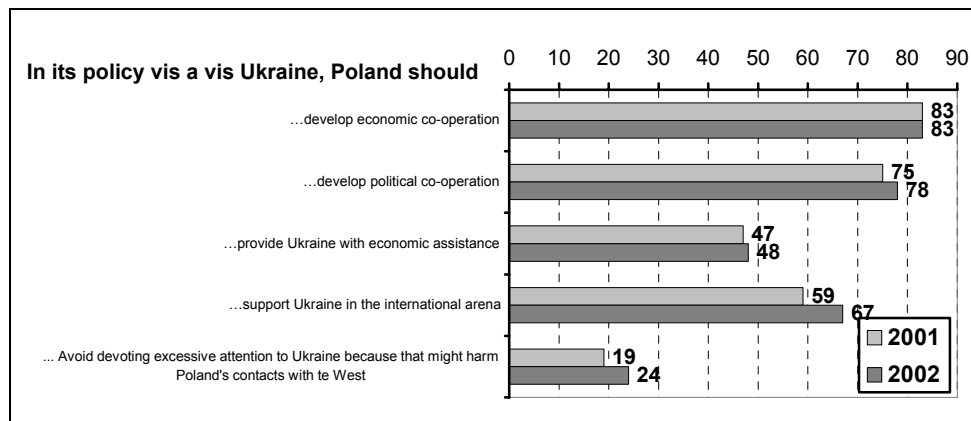 In its policy vis a vis Ukraine, Poland should
0 10 20 30 40 50 60 70 80 90
…develop economic co-operation
83
83
…develop political co-operation
75
78
…provide Ukraine with economic assistance
47
48
…support Ukraine in the international arena
59
67
... Avoid devoting excessive attention to Ukraine because that might harm
Poland's contacts with te West
19
24
2001
2002